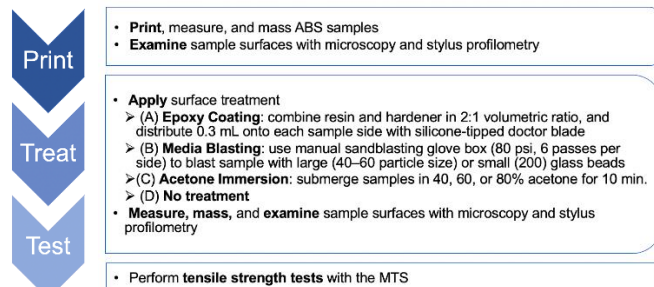 Print
• Print, measure, and mass ABS samples
• Examine sample surfaces with microscopy and stylus profilometry
Treat
• Apply surface treatment
➤ (A) Epoxy Coating: combine resin and hardener in 2:1 volumetric ratio, and
distribute 0.3 mL onto each sample side with silicone-tipped doctor blade
➤ (B) Media Blasting: use manual sandblasting glove box (80 psi, 6 passes per
side) to blast sample with large (40–60 particle size) or small (200) glass beads
➤(C) Acetone Immersion: submerge samples in 40, 60, or 80% acetone for 10 min.
➤ (D) No treatment
• Measure, mass, and examine sample surfaces with microscopy and stylus
profilometry
Test
• Perform tensile strength tests with the MTS